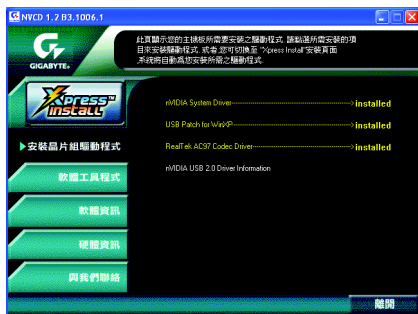 NVCD 1.2 B3.1006.1
GIGABYTE
此頁顯示您的主機板所需要安裝之驅動程式, 請點選所需安裝的項
目來安裝驅動程式, 或者,您可切換至 "Xpress Install"安裝頁面
,系統將自動為您安裝所需之驅動程式.
Xpress™
Install
nVIDIA System Driver installed
USB Patch for WinXP installed
RealTek AC97 Codec Driver installed
nVIDIA USB 2.0 Driver Information
安裝晶片組驅動程式
軟體工具程式
軟體資訊
硬體資訊
與我們聯絡
離開